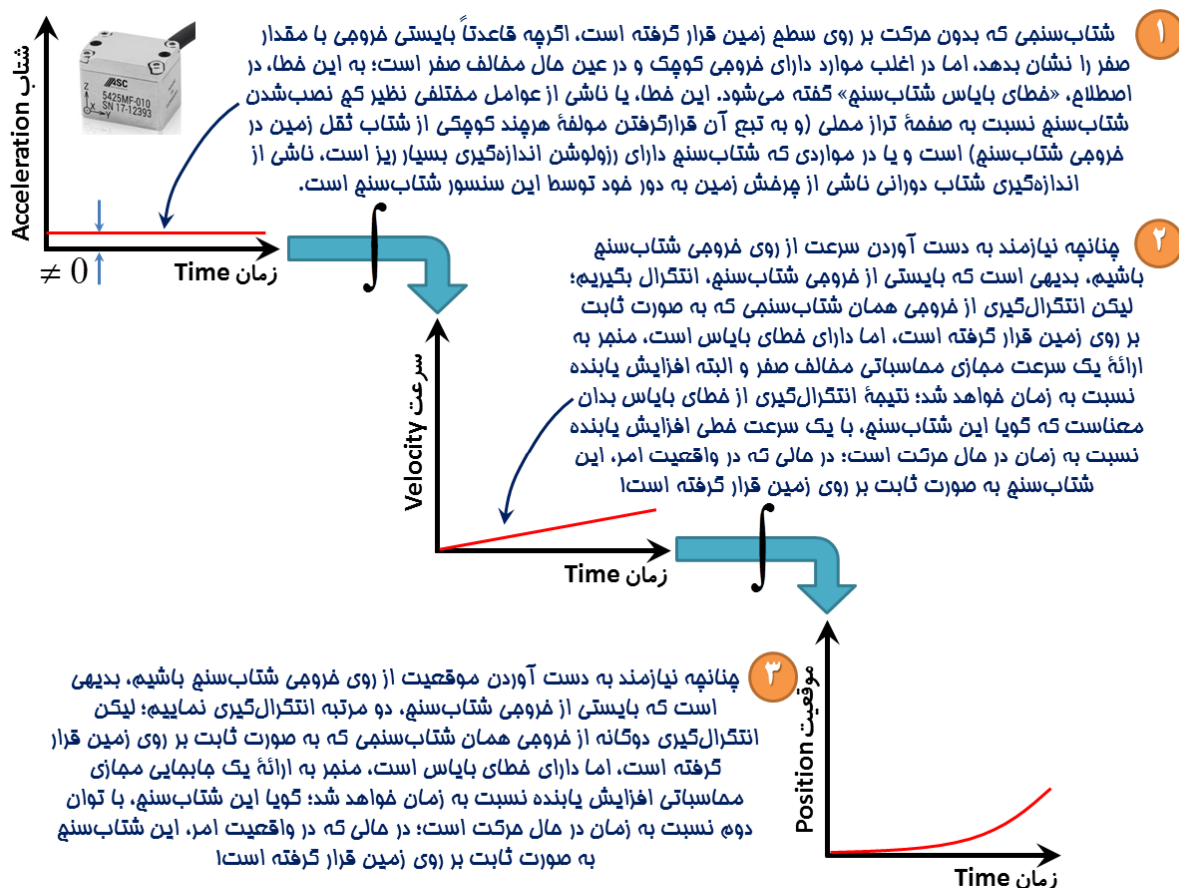 ۱
شتاب‌سنجی که بدون حرکت بر روی سطح زمین قرار گرفته است، اگرچه قاعدتاً بایستی خروجی با مقدار
صفر را نشان بدهد، اما در اغلب موارد دارای خروجی کوچک و در عین حال مخالف صفر است؛ به این خطا، در
اصطلاح، «خطای بایاس شتاب‌سنج» گفته می‌شود. این خطا، یا ناشی از عوامل مختلفی نظیر کج نصب‌شدن
شتاب‌سنج نسبت به صفحهٔ تراز محلی (و به تبع آن قرارگرفتن مولفهٔ هرچند کوچکی از شتاب ثقل زمین در
خروجی شتاب‌سنج) است و یا در مواردی که شتاب‌سنج دارای رزولوشن اندازه‌گیری بسیار ریز است، ناشی از
اندازه‌گیری شتاب دورانی ناشی از چرخش زمین به دور خود توسط این سنسور شتاب‌سنج است.
شتاب Acceleration
ASC
5425MF-010
SN 17-12393
Z
X
Y
≠ 0
زمان Time
∫
۲
چنانچه نیازمند به دست آوردن سرعت از روی خروجی شتاب‌سنج
باشیم، بدیهی است که بایستی از خروجی شتاب‌سنج، انتگرال بگیریم؛
لیکن انتگرال‌گیری از خروجی همان شتاب‌سنجی که به صورت ثابت
بر روی زمین قرار گرفته است، اما دارای خطای بایاس است، منجر به
ارائهٔ یک سرعت مجازی محاسباتی مخالف صفر و البته افزایش یابنده
نسبت به زمان خواهد شد؛ نتیجهٔ انتگرال‌گیری از خطای بایاس بدان
معناست که گویا این شتاب‌سنج، با یک سرعت خطی افزایش یابنده
نسبت به زمان در حال حرکت است؛ در حالی که در واقعیت امر، این
شتاب‌سنج به صورت ثابت بر روی زمین قرار گرفته است!
سرعت Velocity
زمان Time
∫
۳
چنانچه نیازمند به دست آوردن موقعیت از روی خروجی شتاب‌سنج باشیم، بدیهی
است که بایستی از خروجی شتاب‌سنج، دو مرتبه انتگرال‌گیری نماییم؛ لیکن
انتگرال‌گیری دوگانه از خروجی همان شتاب‌سنجی که به صورت ثابت بر روی زمین قرار
گرفته است، اما دارای خطای بایاس است، منجر به ارائهٔ یک جابجایی مجازی
محاسباتی افزایش یابنده نسبت به زمان خواهد شد؛ گویا این شتاب‌سنج، با توان
دوم نسبت به زمان در حال حرکت است؛ در حالی که در واقعیت امر، این شتاب‌سنج
به صورت ثابت بر روی زمین قرار گرفته است!
موقعیت Position
زمان Time